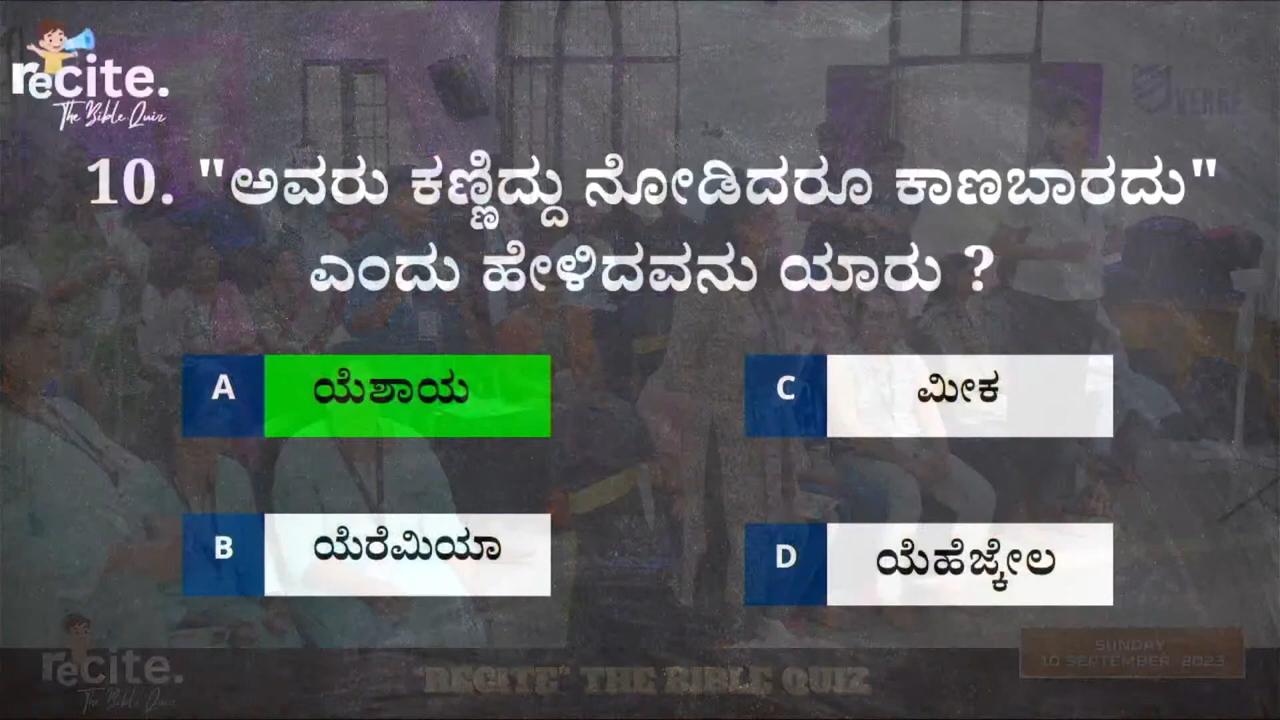 recite.
The Bible Quiz
VERGE
10. "ಅವರು ಕಣ್ಣಿದ್ದು ನೋಡಿದರೂ ಕಾಣಬಾರದು"
ಎಂದು ಹೇಳಿದವನು ಯಾರು ?
A ಯೆಶಾಯ
C ಮೀಕ
B ಯೆರೆಮಿಯಾ
D ಯೆಹೆಜ್ಕೇಲ
SUNDAY
10 SEPTEMBER 2023
recite.
The Bible Quiz
"RECITE" THE BIBLE QUIZ